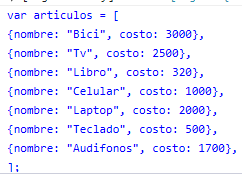 var articulos = [
{nombre: "Bici", costo: 3000},
{nombre: "Tv", costo: 2500},
{nombre: "Libro", costo: 320},
{nombre: "Celular", costo: 1000},
{nombre: "Laptop", costo: 2000},
{nombre: "Teclado", costo: 500},
{nombre: "Audifonos", costo: 1700},
];